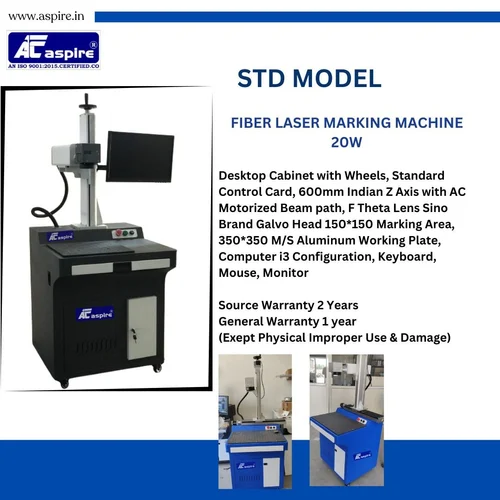 www.aspire.in
AE aspire®
AN ISO 9001:2015.CERTIFIED.CO
STD MODEL
FIBER LASER MARKING MACHINE
20W
Desktop Cabinet with Wheels, Standard
Control Card, 600mm Indian Z Axis with AC
Motorized Beam path, F Theta Lens Sino
Brand Galvo Head 150*150 Marking Area,
350*350 M/S Aluminum Working Plate,
Computer i3 Configuration, Keyboard,
Mouse, Monitor
Source Warranty 2 Years
General Warranty 1 year
(Exept Physical Improper Use & Damage)
AE aspire